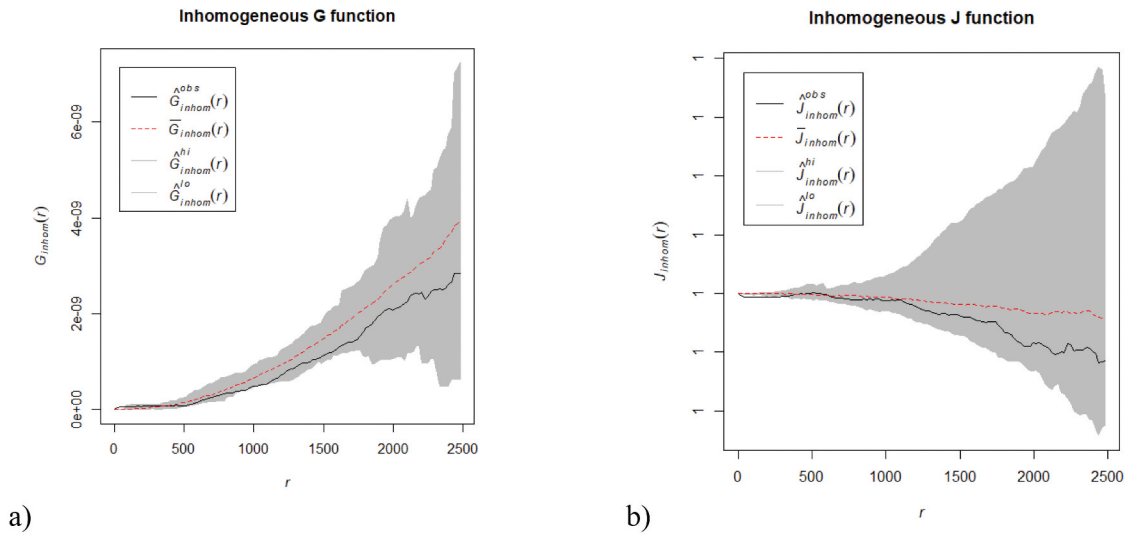 Inhomogeneous G function
Ĝ^obs_inhom(r)
G̅_inhom(r)
Ĝ^hi_inhom(r)
Ĝ^lo_inhom(r)
G_inhom(r)
6e-09
4e-09
2e-09
0e+00
0 500 1000 1500 2000 2500
r
a)
Inhomogeneous J function
Ĵ^obs_inhom(r)
J̅_inhom(r)
Ĵ^hi_inhom(r)
Ĵ^lo_inhom(r)
J_inhom(r)
1
1
1
1
1
1
1
0 500 1000 1500 2000 2500
r
b)